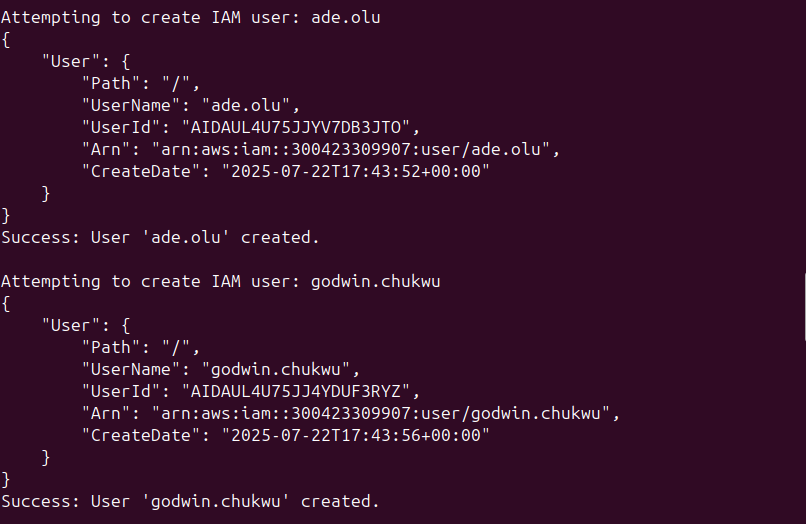 Attempting to create IAM user: ade.olu
{
    "User": {
        "Path": "/",
        "UserName": "ade.olu",
        "UserId": "AIDAUL4U75JJYV7DB3JTO",
        "Arn": "arn:aws:iam::300423309907:user/ade.olu",
        "CreateDate": "2025-07-22T17:43:52+00:00"
    }
}
Success: User 'ade.olu' created.

Attempting to create IAM user: godwin.chukwu
{
    "User": {
        "Path": "/",
        "UserName": "godwin.chukwu",
        "UserId": "AIDAUL4U75JJ4YDUF3RYZ",
        "Arn": "arn:aws:iam::300423309907:user/godwin.chukwu",
        "CreateDate": "2025-07-22T17:43:56+00:00"
    }
}
Success: User 'godwin.chukwu' created.